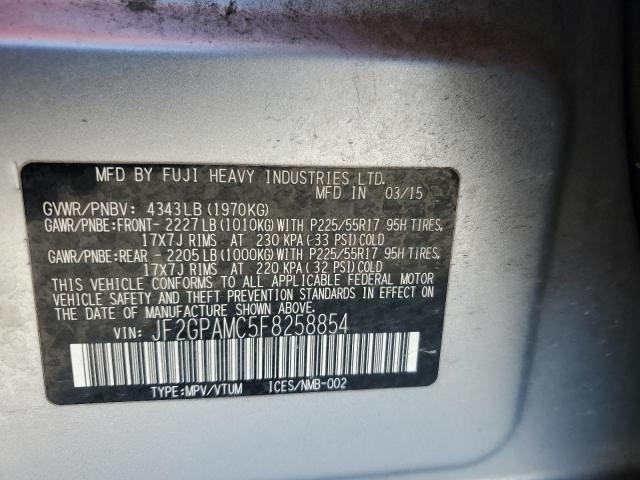 MFD BY FUJI HEAVY INDUSTRIES LTD.
MFD IN 03/15
GVWR/PNBV: 4343LB(1970KG)
GAWR/PNBE:FRONT-2227LB(1010KG)WITH P225/55R17 95H TIRES,
17X7J RIMS AT 230 KPA(-33 PSI)COLD
GAWR/PNBE:REAR -2205LB(1000KG)WITH P225/55R17 95H TIRES,
17X7J RIMS AT 220 KPA( 32 PSI)COLD
THIS VEHICLE CONFORMS TO ALL APPLICABLE FEDERAL MOTOR
VEHICLE SAFETY AND THEFT PREVENTION STANDARDS IN EFFECT
ON THE DATE OF MANUFACTURE SHOWN ABOVE.
VIN: JF2GPAMC5F8258854
TYPE:MPV/VTUM ICES/NMB-002